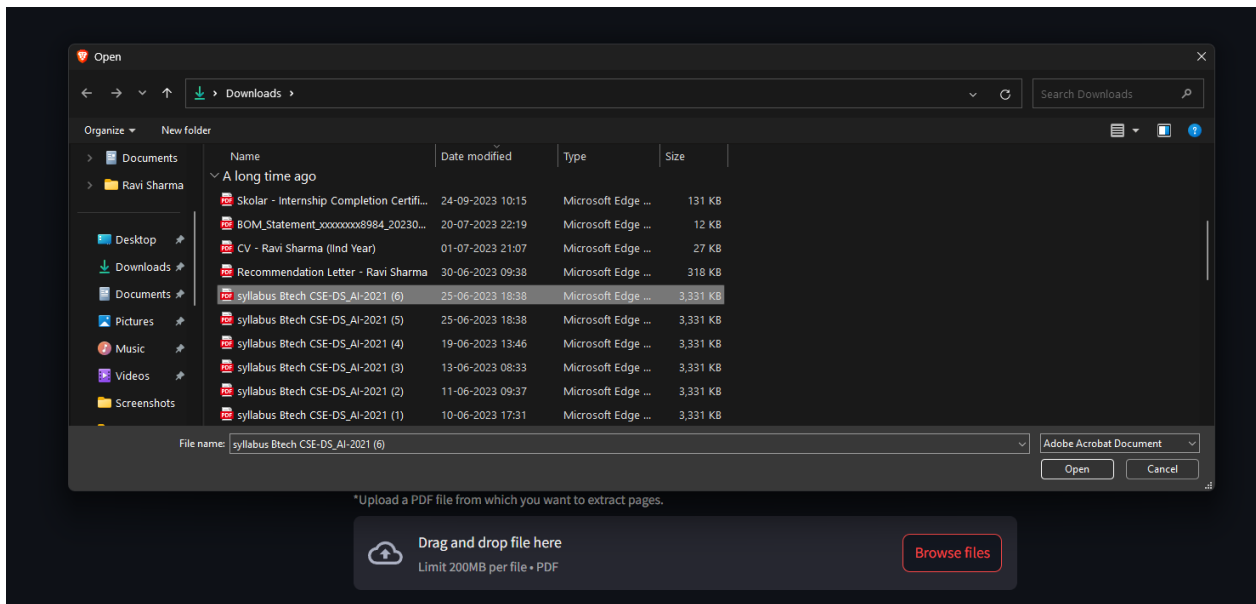 Open
Downloads
Search Downloads
Organize
New folder
Documents
Ravi Sharma
Desktop
Downloads
Documents
Pictures
Music
Videos
Screenshots
Name Date modified Type Size
A long time ago
Skolar - Internship Completion Certifi... 24-09-2023 10:15 Microsoft Edge ... 131 KB
BOM_Statement_xxxxxxxx8984_20230... 20-07-2023 22:19 Microsoft Edge ... 12 KB
CV - Ravi Sharma (IInd Year) 01-07-2023 21:07 Microsoft Edge ... 27 KB
Recommendation Letter - Ravi Sharma 30-06-2023 09:38 Microsoft Edge ... 318 KB
syllabus Btech CSE-DS_AI-2021 (6) 25-06-2023 18:38 Microsoft Edge ... 3,331 KB
syllabus Btech CSE-DS_AI-2021 (5) 25-06-2023 18:38 Microsoft Edge ... 3,331 KB
syllabus Btech CSE-DS_AI-2021 (4) 19-06-2023 13:46 Microsoft Edge ... 3,331 KB
syllabus Btech CSE-DS_AI-2021 (3) 13-06-2023 08:33 Microsoft Edge ... 3,331 KB
syllabus Btech CSE-DS_AI-2021 (2) 11-06-2023 09:37 Microsoft Edge ... 3,331 KB
syllabus Btech CSE-DS_AI-2021 (1) 10-06-2023 17:31 Microsoft Edge ... 3,331 KB
File name: syllabus Btech CSE-DS_AI-2021 (6) Adobe Acrobat Document
Open Cancel
*Upload a PDF file from which you want to extract pages.
Drag and drop file here
Limit 200MB per file • PDF
Browse files